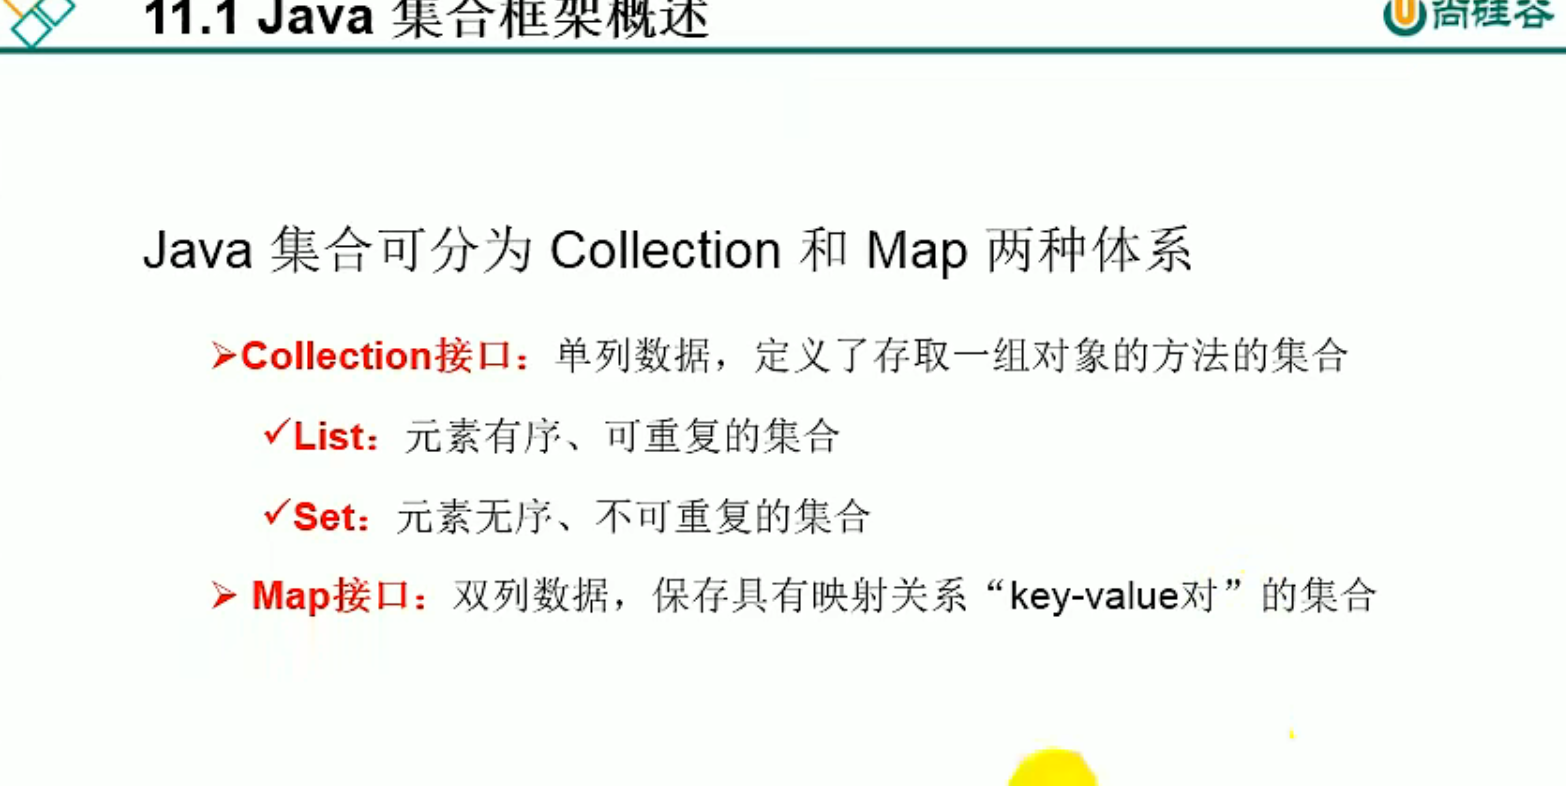 11.1 Java 集合框架概述
尚硅谷
Java 集合可分为 Collection 和 Map 两种体系
➢Collection接口：单列数据，定义了存取一组对象的方法的集合
✓List：元素有序、可重复的集合
✓Set：元素无序、不可重复的集合
➢ Map接口：双列数据，保存具有映射关系“key-value对”的集合